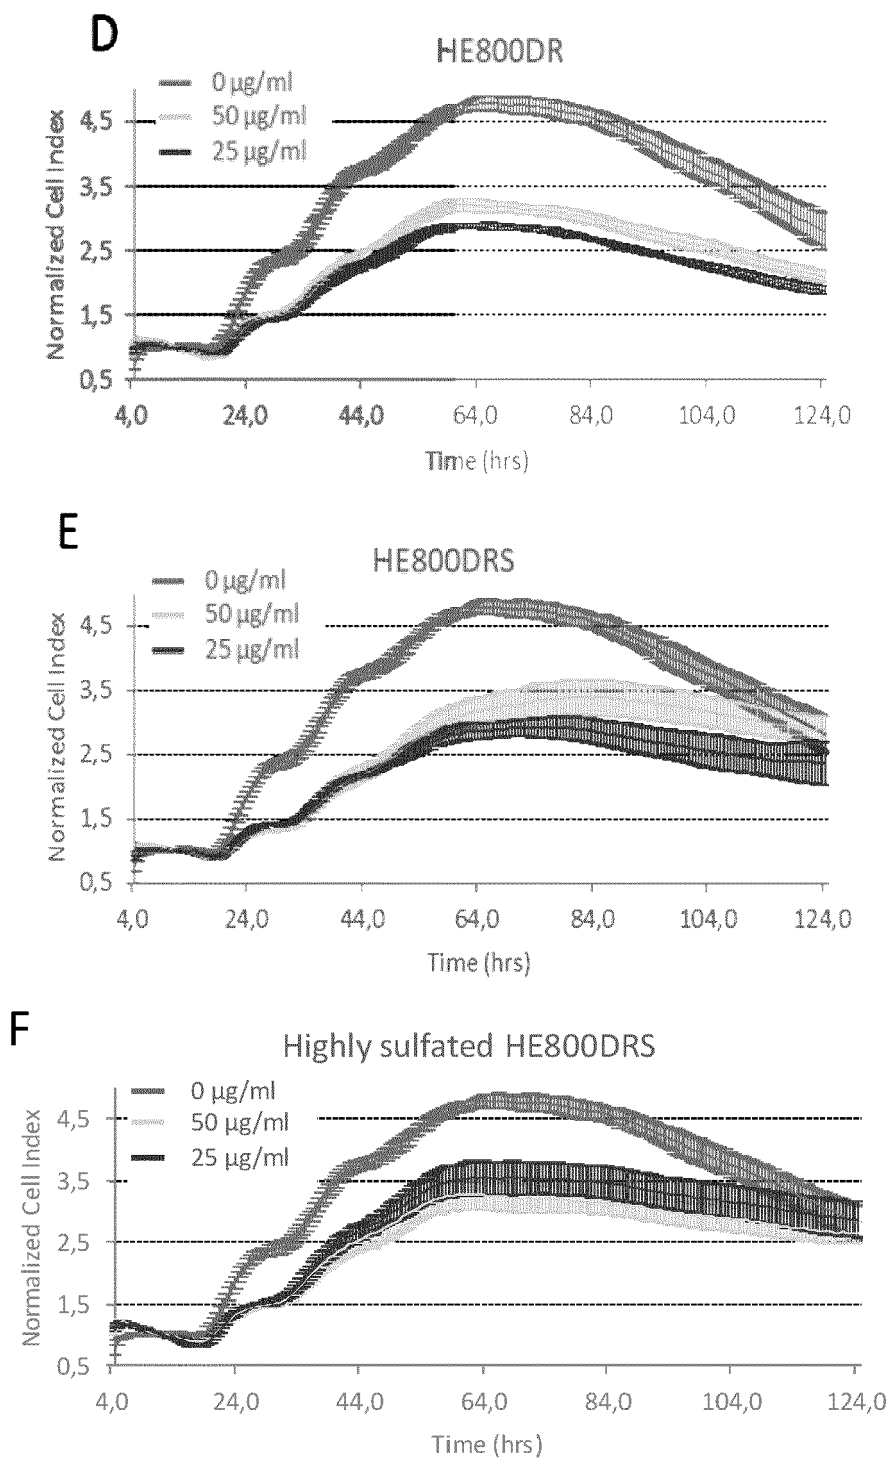 D
HE800DR
0 µg/ml
50 µg/ml
25 µg/ml
Normalized Cell Index
4,5
3,5
2,5
1,5
0,5
4,0 24,0 44,0 64,0 84,0 104,0 124,0
Time (hrs)
E
HE800DRS
0 µg/ml
50 µg/ml
25 µg/ml
Normalized Cell Index
4,5
3,5
2,5
1,5
0,5
4,0 24,0 44,0 64,0 84,0 104,0 124,0
Time (hrs)
F
Highly sulfated HE800DRS
0 µg/ml
50 µg/ml
25 µg/ml
Normalized Cell Index
4,5
3,5
2,5
1,5
0,5
4,0 24,0 44,0 64,0 84,0 104,0 124,0
Time (hrs)